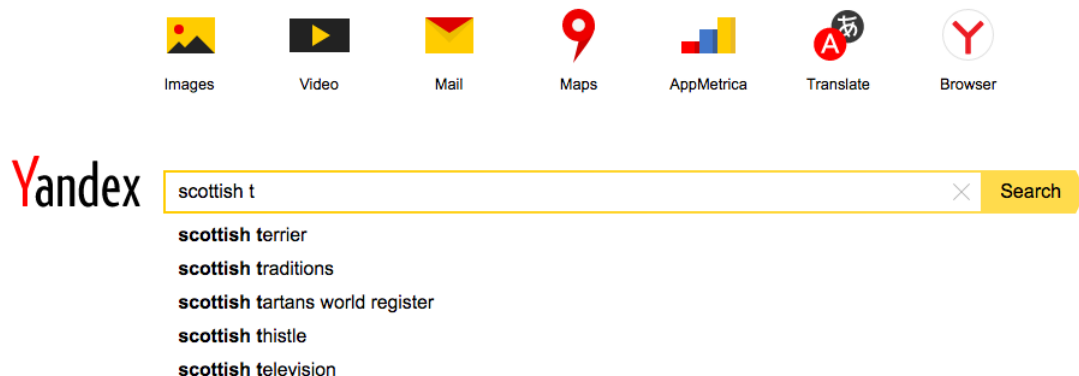 Images Video Mail Maps AppMetrica Translate Browser
Yandex
scottish t
Search
scottish terrier
scottish traditions
scottish tartans world register
scottish thistle
scottish television